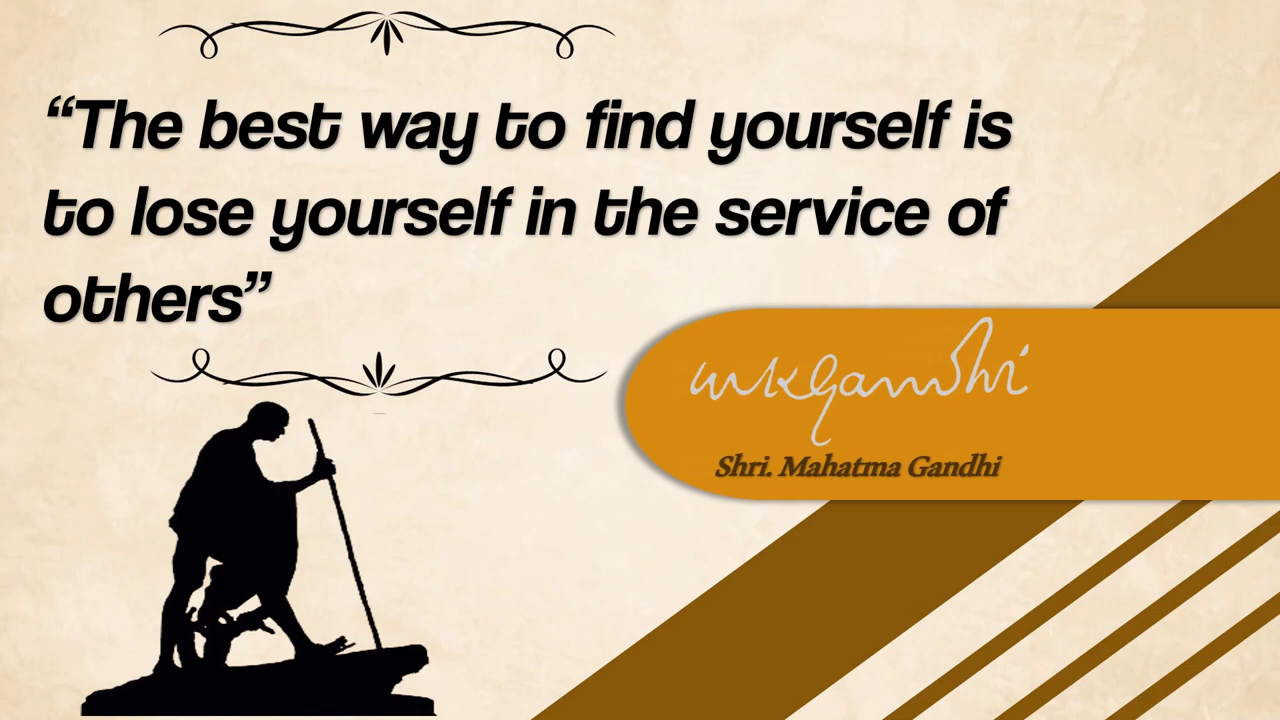 “The best way to find yourself is
to lose yourself in the service of
others”
mkgandhi
Shri. Mahatma Gandhi